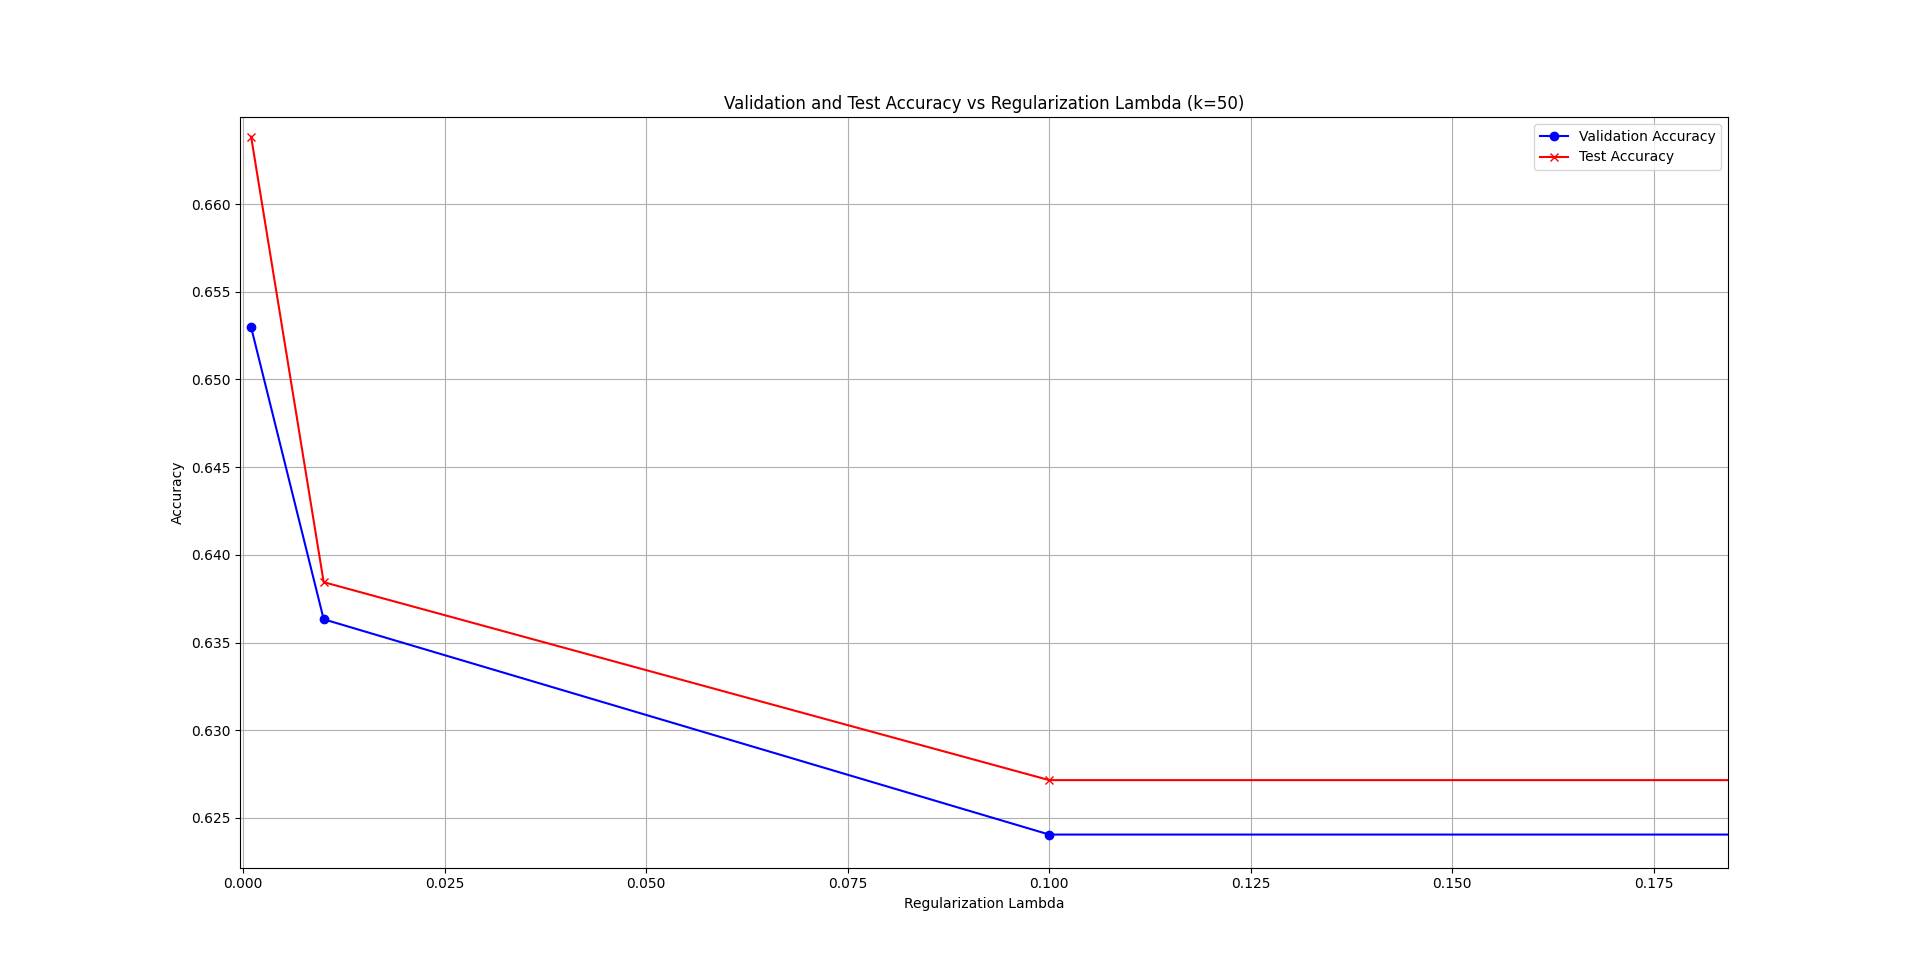 Validation and Test Accuracy vs Regularization Lambda (k=50)
Validation Accuracy
Test Accuracy
Accuracy
0.660
0.655
0.650
0.645
0.640
0.635
0.630
0.625
0.000 0.025 0.050 0.075 0.100 0.125 0.150 0.175
Regularization Lambda